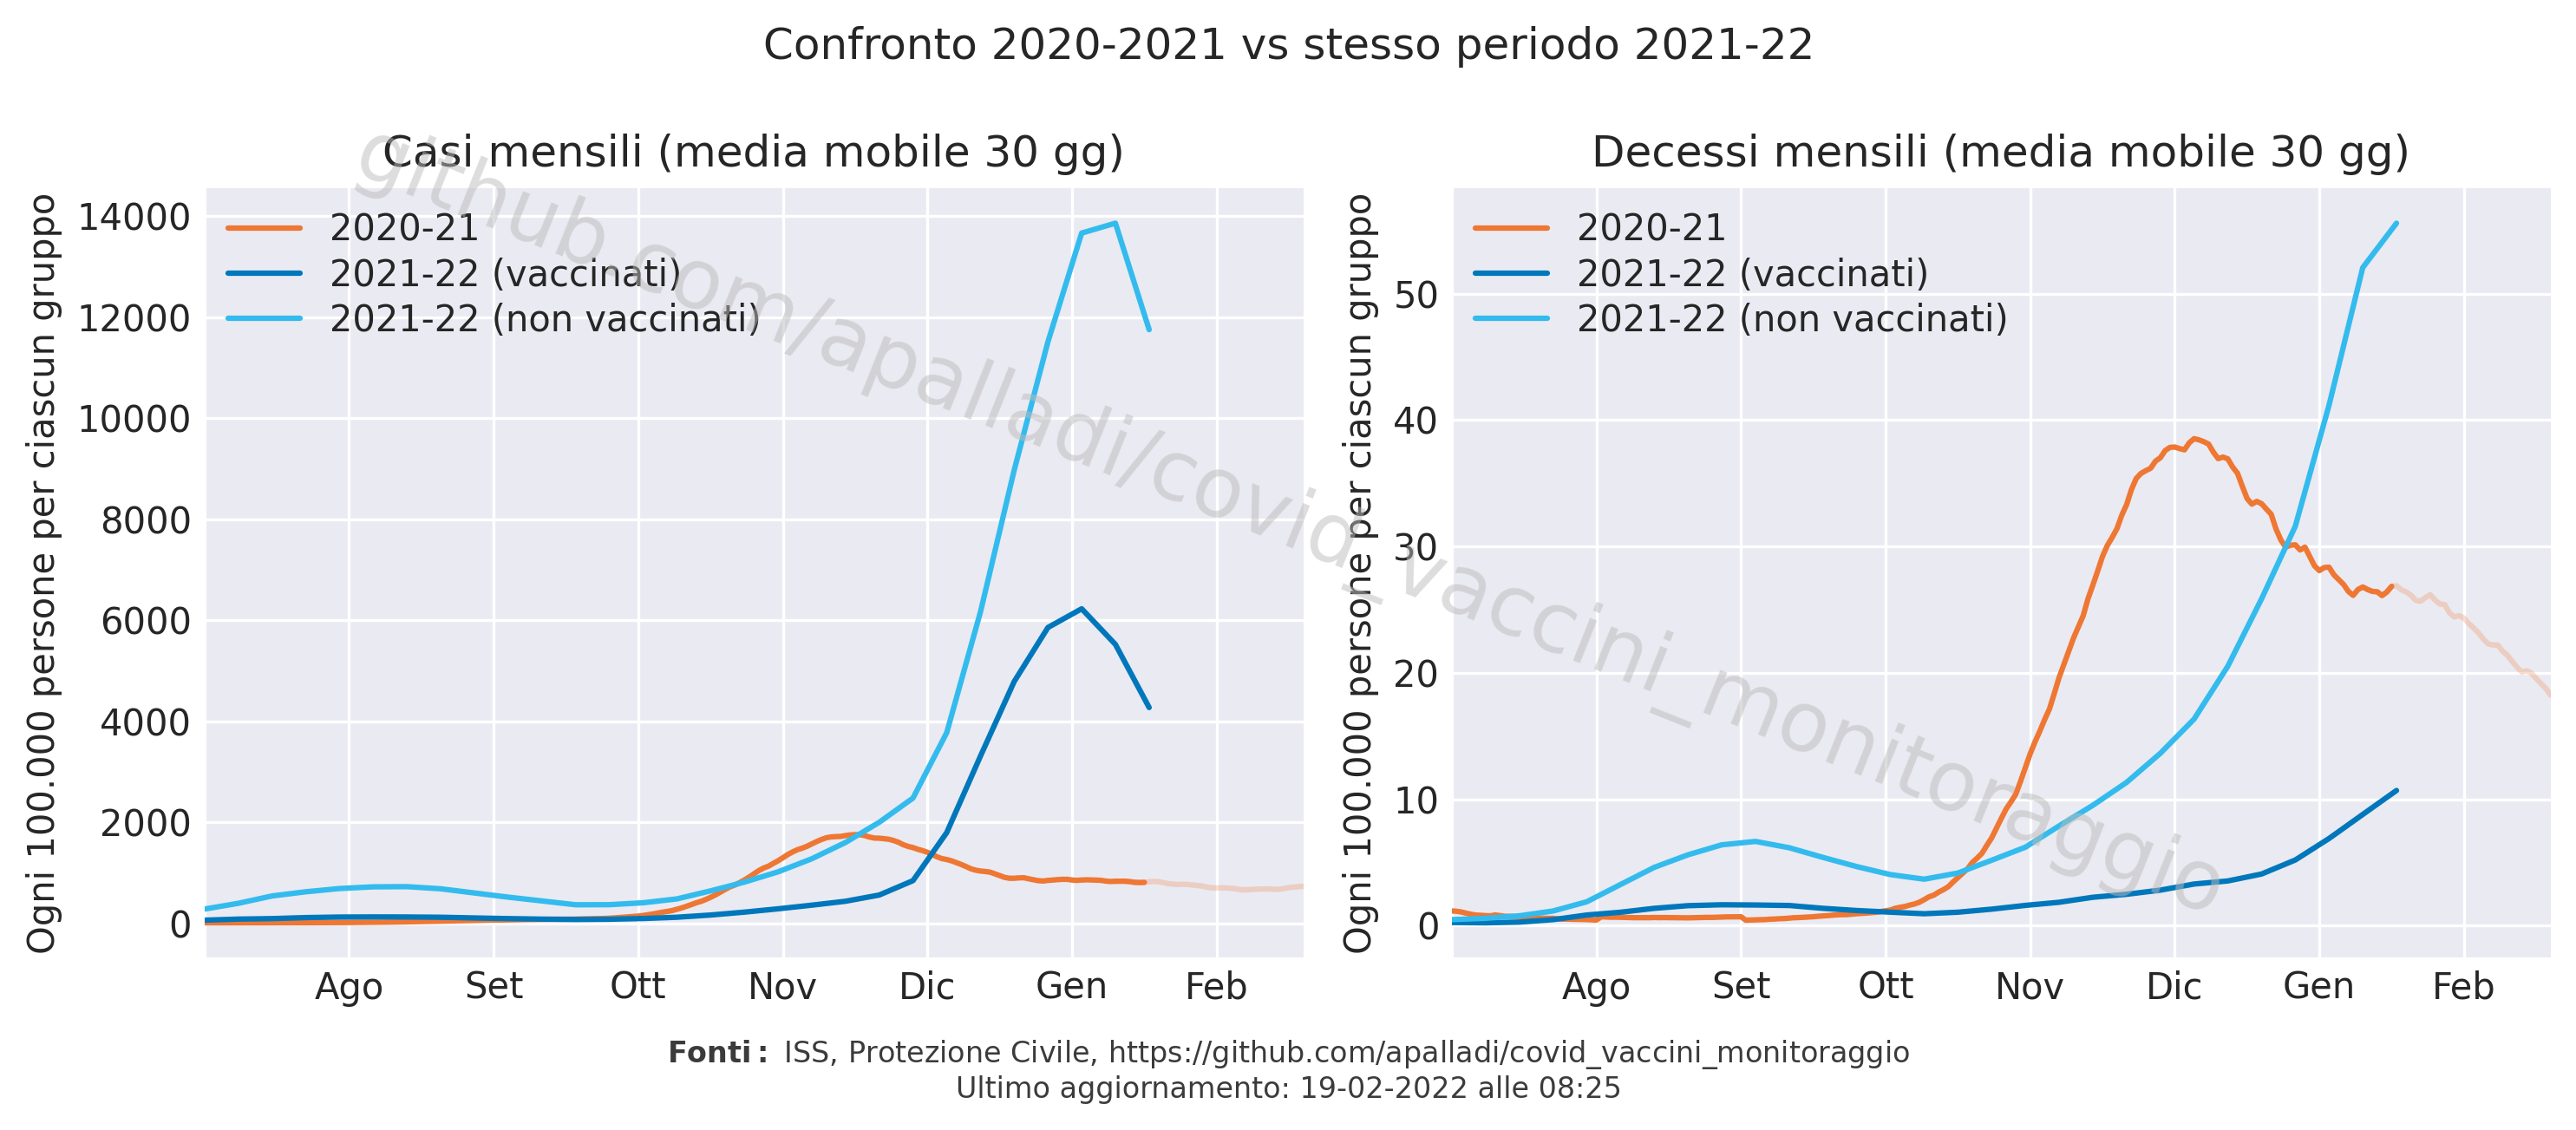 Confronto 2020-2021 vs stesso periodo 2021-22
Casi mensili (media mobile 30 gg)
Ogni 100.000 persone per ciascun gruppo
14000
12000
10000
8000
6000
4000
2000
0
2020-21
2021-22 (vaccinati)
2021-22 (non vaccinati)
Ago Set Ott Nov Dic Gen Feb
Decessi mensili (media mobile 30 gg)
Ogni 100.000 persone per ciascun gruppo
50
40
30
20
10
0
2020-21
2021-22 (vaccinati)
2021-22 (non vaccinati)
Ago Set Ott Nov Dic Gen Feb
github.com/apalladi/covid_vaccini_monitoraggio
Fonti: ISS, Protezione Civile, https://github.com/apalladi/covid_vaccini_monitoraggio
Ultimo aggiornamento: 19-02-2022 alle 08:25